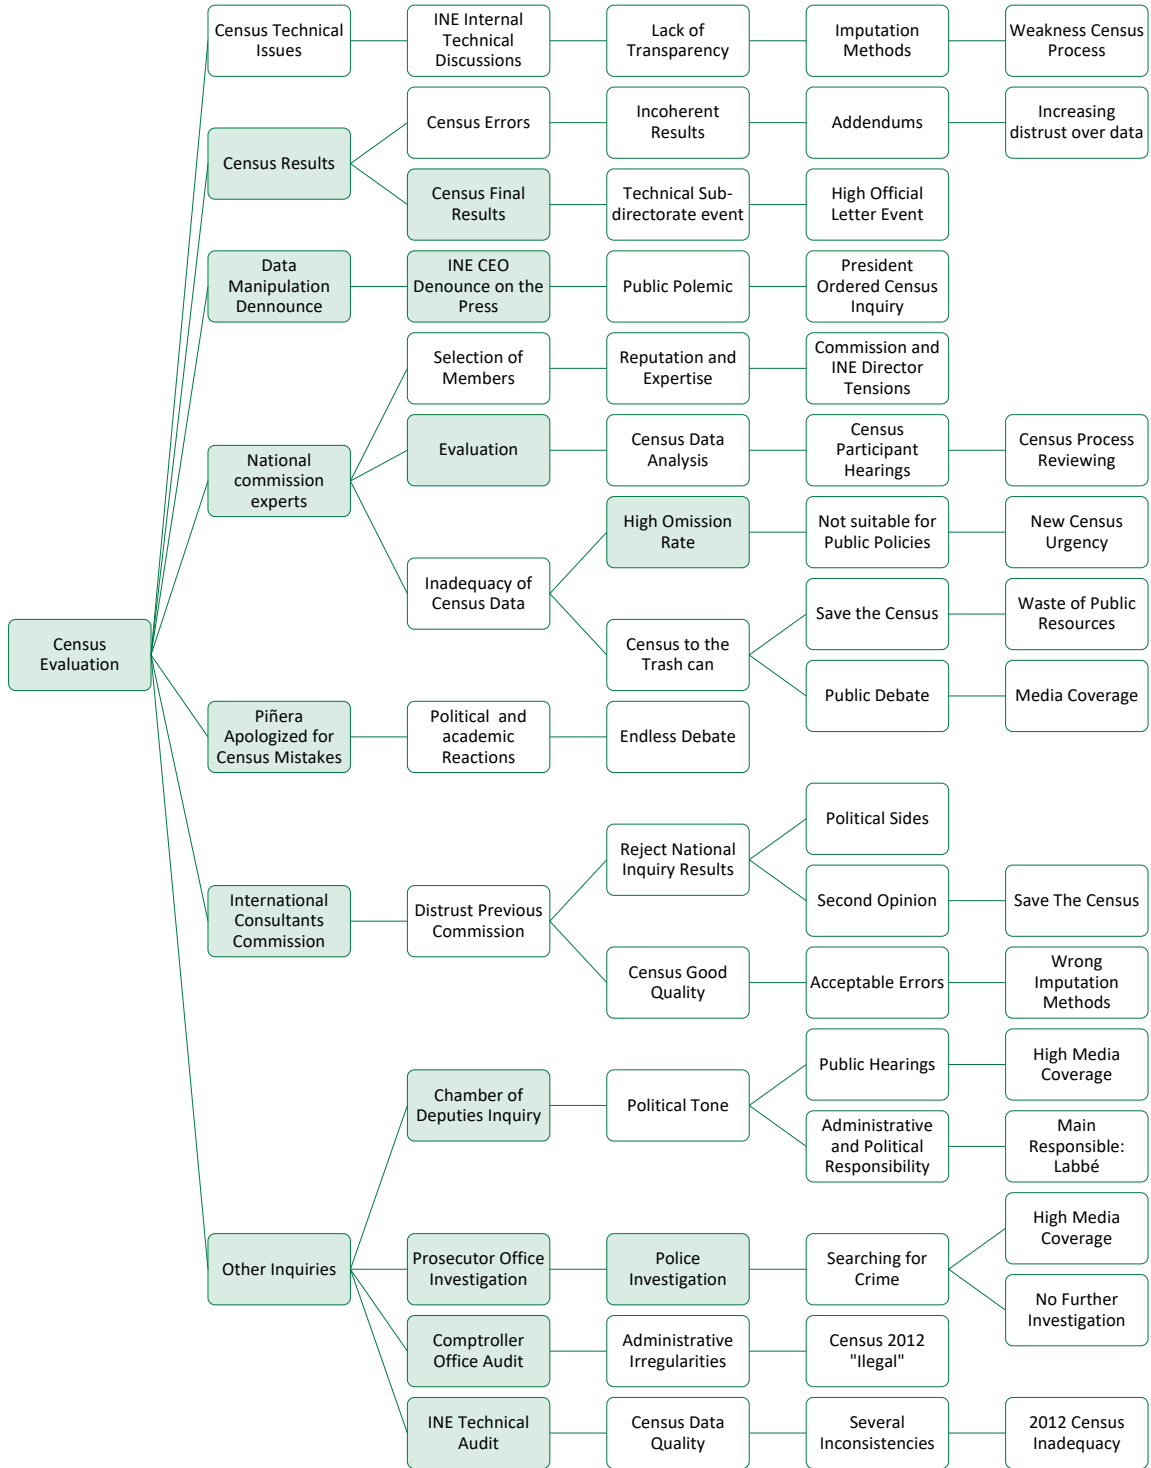 Census Technical
Issues
INE Internal
Technical
Discussions
Lack of
Transparency
Imputation
Methods
Weakness Census
Process
Census Results
Census Errors
Incoherent
Results
Addendums
Increasing
distrust over data
Census Final
Results
Technical Sub-
directorate event
High Official
Letter Event
Data
Manipulation
Dennounce
INE CEO
Denounce on the
Press
Public Polemic
President
Ordered Census
Inquiry
National
commission
experts
Selection of
Members
Reputation and
Expertise
Commission and
INE Director
Tensions
Evaluation
Census Data
Analysis
Census
Participant
Hearings
Census Process
Reviewing
Inadequacy of
Census Data
High Omission
Rate
Not suitable for
Public Policies
New Census
Urgency
Census to the
Trash can
Save the Census
Waste of Public
Resources
Public Debate
Media Coverage
Census
Evaluation
Piñera
Apologized for
Census Mistakes
Political  and
academic
Reactions
Endless Debate
International
Consultants
Commission
Distrust Previous
Commission
Reject National
Inquiry Results
Political Sides
Second Opinion
Save The Census
Census Good
Quality
Acceptable Errors
Wrong
Imputation
Methods
Other Inquiries
Chamber of
Deputies Inquiry
Political Tone
Public Hearings
High Media
Coverage
Administrative
and Political
Responsibility
Main
Responsible:
Labbé
Prosecutor Office
Investigation
Police
Investigation
Searching for
Crime
High Media
Coverage
No Further
Investigation
Comptroller
Office Audit
Administrative
Irregularities
Census 2012
"Ilegal"
INE Technical
Audit
Census Data
Quality
Several
Inconsistencies
2012 Census
Inadequacy